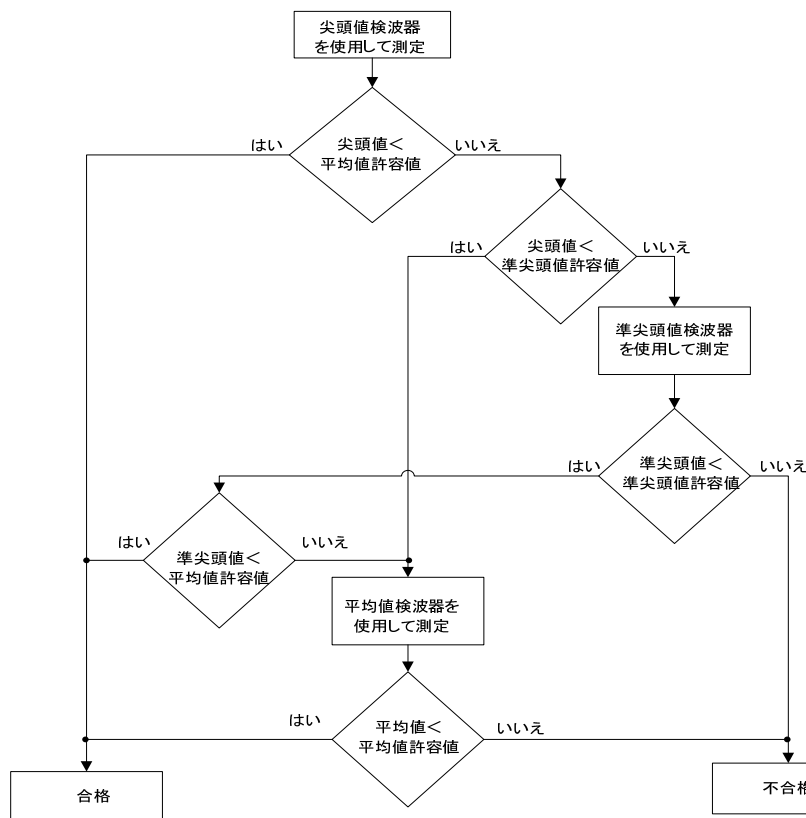 尖頭値検波器
を使用して測定
尖頭値＜
平均値許容値
はい
いいえ
尖頭値＜
準尖頭値許容値
はい
いいえ
準尖頭値検波器
を使用して測定
準尖頭値＜
準尖頭値許容値
はい
いいえ
準尖頭値＜
平均値許容値
はい
いいえ
平均値検波器を
使用して測定
平均値＜
平均値許容値
はい
いいえ
合格
不合格